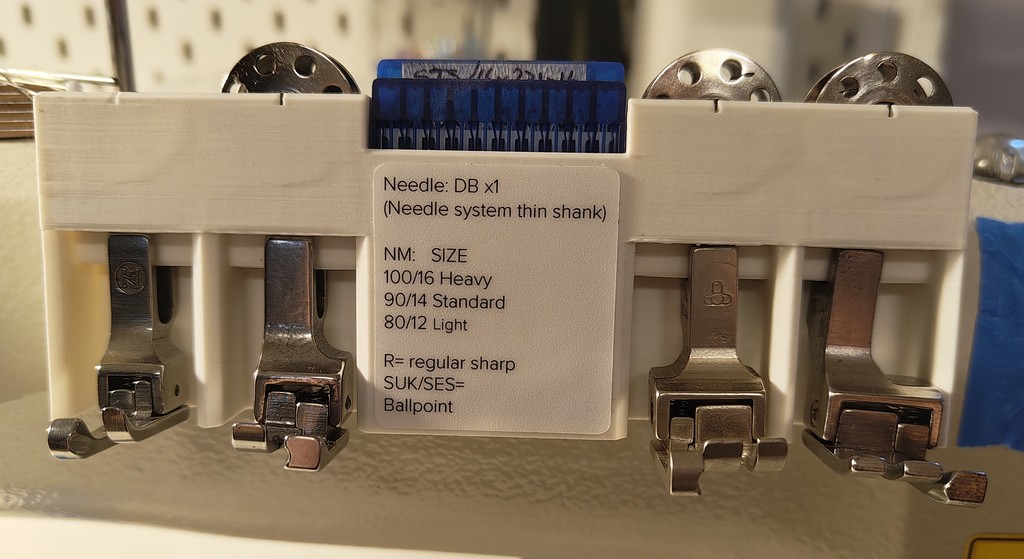 Needle: DB x1
(Needle system thin shank)
NM: SIZE
100/16 Heavy
90/14 Standard
80/12 Light
R= regular sharp
SUK/SES=
Ballpoint